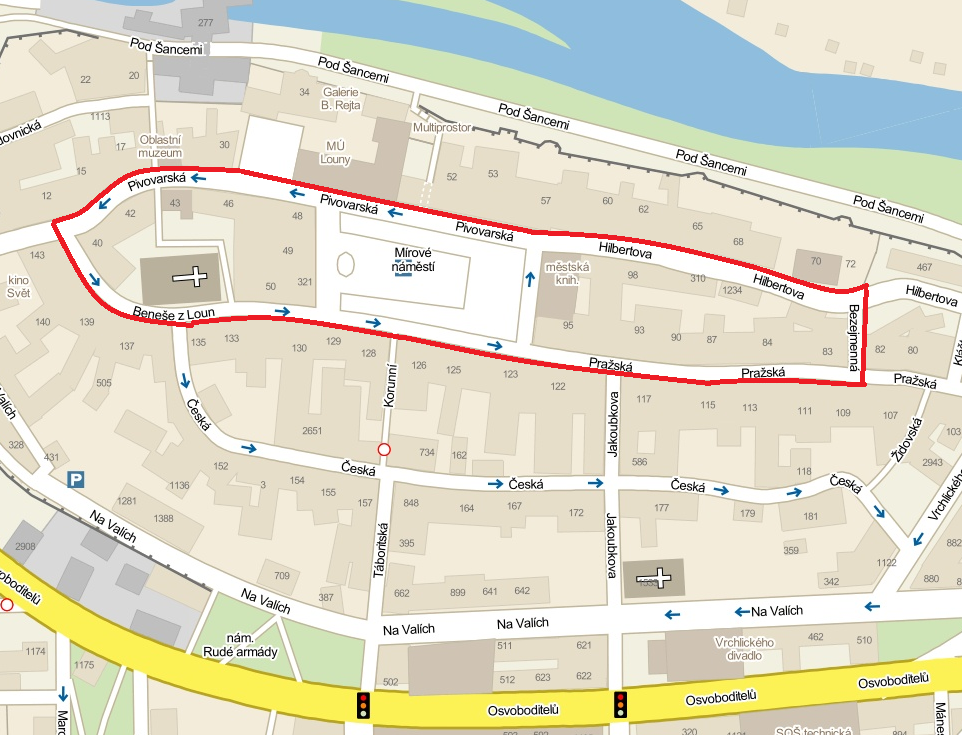 277
Pod Šancemi
Pod Šancemi
22
20
34
Galerie
B. Rejta
Pod Šancemi
1113
Multiprostor
17
Oblastní
muzeum
30
MÚ
Louny
Pod Šancemi
15
52
53
Pivovarská
12
43
46
57
60
62
Pod Šancemi
42
48
Pivovarská
65
Pivovarská
68
40
49
Mírové
náměstí
Hilbertova
143
70
72
467
kino
Svět
městská
knih.
98
310
1234
Hilbertova
Hilbertova
50
321
Beneše z Loun
Bezejmenná
140
139
95
93
90
87
84
83
82
80
137
135
133
130
129
128
126
125
123
122
Pražská
Pražská
Pražská
505
Korunní
Jakoubkova
117
115
113
111
109
107
Česká
2651
Židovská
103
328
431
734
162
586
118
2943
152
Česká
1136
3
154
155
157
Česká
Česká
Česká
1281
1388
848
164
167
172
177
179
181
Vrchlického
Na Valích
2908
395
Táboritská
Jakoubkova
359
882
1122
709
387
662
899
641
642
1533
342
880
Na Valích
Na Valích
Na Valích
Na Valích
nám.
Rudé armády
511
621
Vrchlického
divadlo
462
510
1174
1175
502
512
623
622
Osvoboditelů
Osvoboditelů
Osvoboditelů
320
SOŠ technická
894